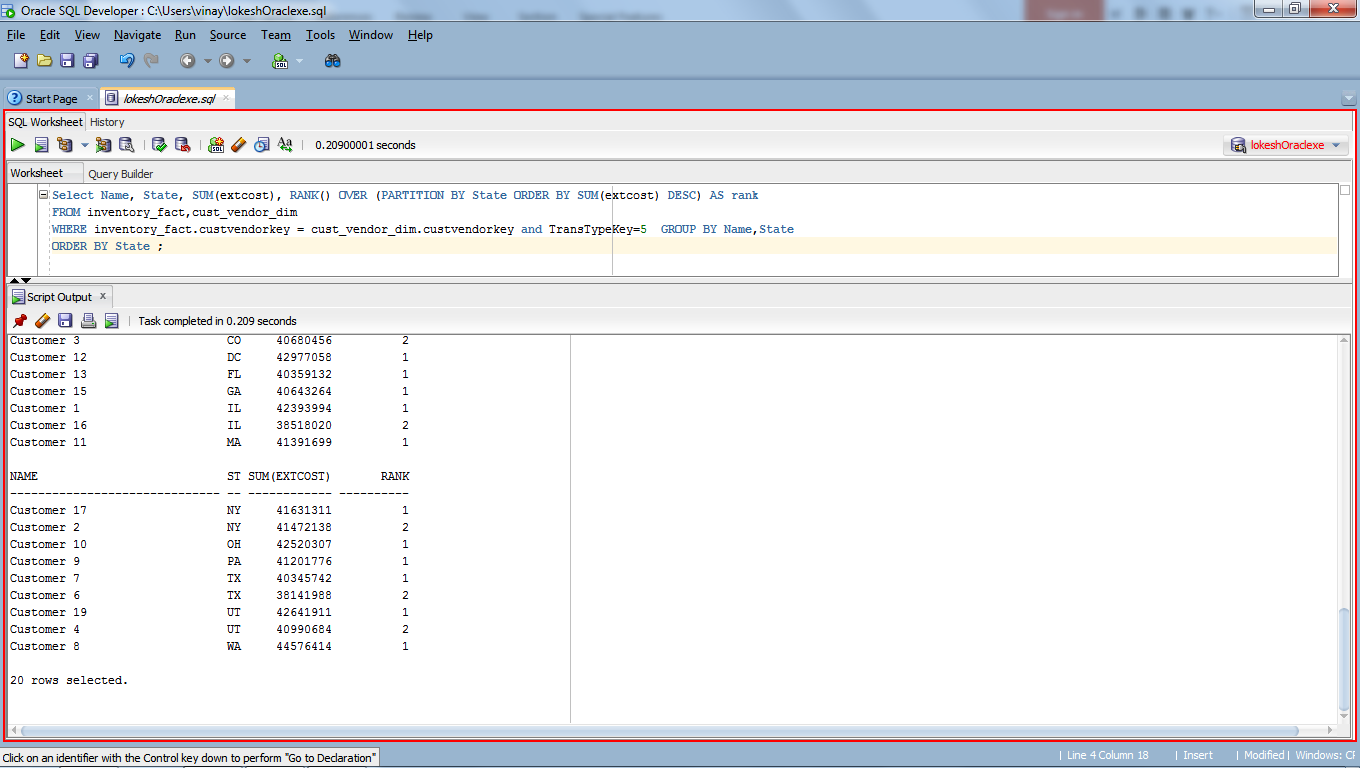 Oracle SQL Developer : C:\Users\vinay\lokeshOraclexe.sql
File Edit View Navigate Run Source Team Tools Window Help
Start Page lokeshOraclexe.sql
SQL Worksheet History
0.20900001 seconds lokeshOraclexe
Worksheet Query Builder
Select Name, State, SUM(extcost), RANK() OVER (PARTITION BY State ORDER BY SUM(extcost) DESC) AS rank
FROM inventory_fact,cust_vendor_dim
WHERE inventory_fact.custvendorkey = cust_vendor_dim.custvendorkey and TransTypeKey=5  GROUP BY Name,State
ORDER BY State ;
Script Output x
Task completed in 0.209 seconds
Customer 3 CO 40680456 2
Customer 12 DC 42977058 1
Customer 13 FL 40359132 1
Customer 15 GA 40643264 1
Customer 1 IL 42393994 1
Customer 16 IL 38518020 2
Customer 11 MA 41391699 1
NAME ST SUM(EXTCOST) RANK
------------------------------ -- ------------ ----------
Customer 17 NY 41631311 1
Customer 2 NY 41472138 2
Customer 10 OH 42520307 1
Customer 9 PA 41201776 1
Customer 7 TX 40345742 1
Customer 6 TX 38141988 2
Customer 19 UT 42641911 1
Customer 4 UT 40990684 2
Customer 8 WA 44576414 1
20 rows selected.
Click on an identifier with the Control key down to perform "Go to Declaration" | Line 4 Column 18 | Insert | Modified | Windows: